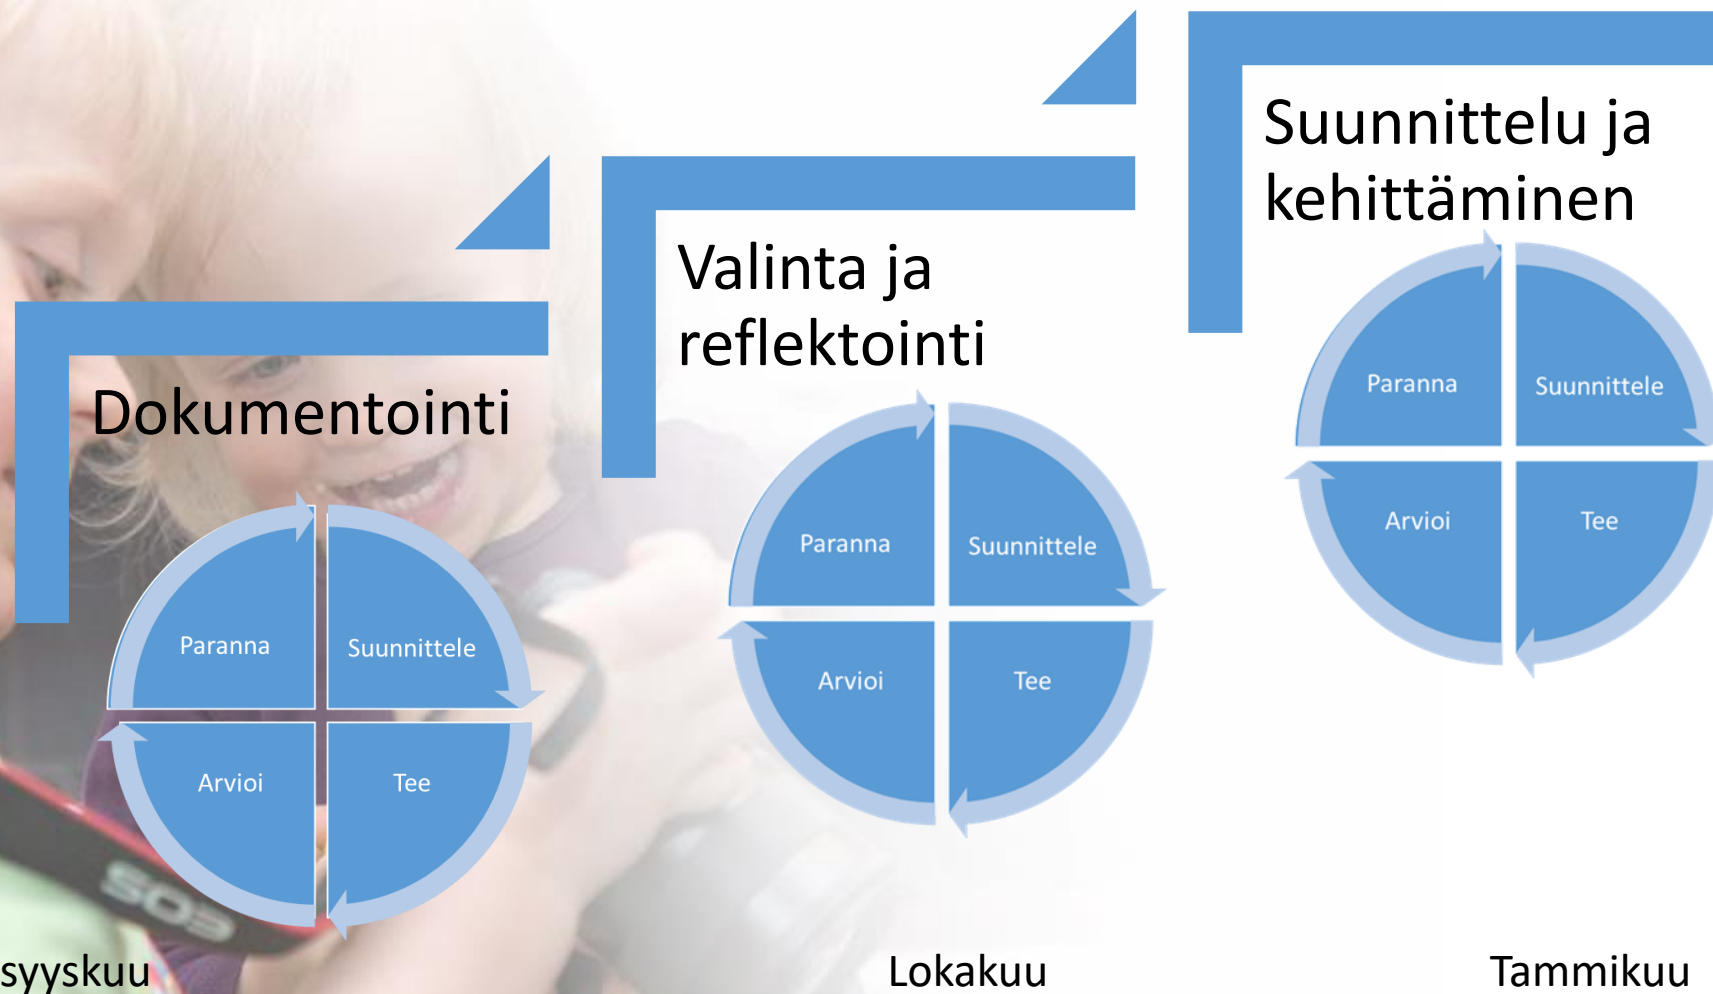 Suunnittelu ja
kehittäminen
Valinta ja
reflektointi
Dokumentointi
Paranna
Suunnittele
Arvioi
Tee
Paranna
Suunnittele
Arvioi
Tee
Paranna
Suunnittele
Arvioi
Tee
EOS
syyskuu
Lokakuu
Tammikuu